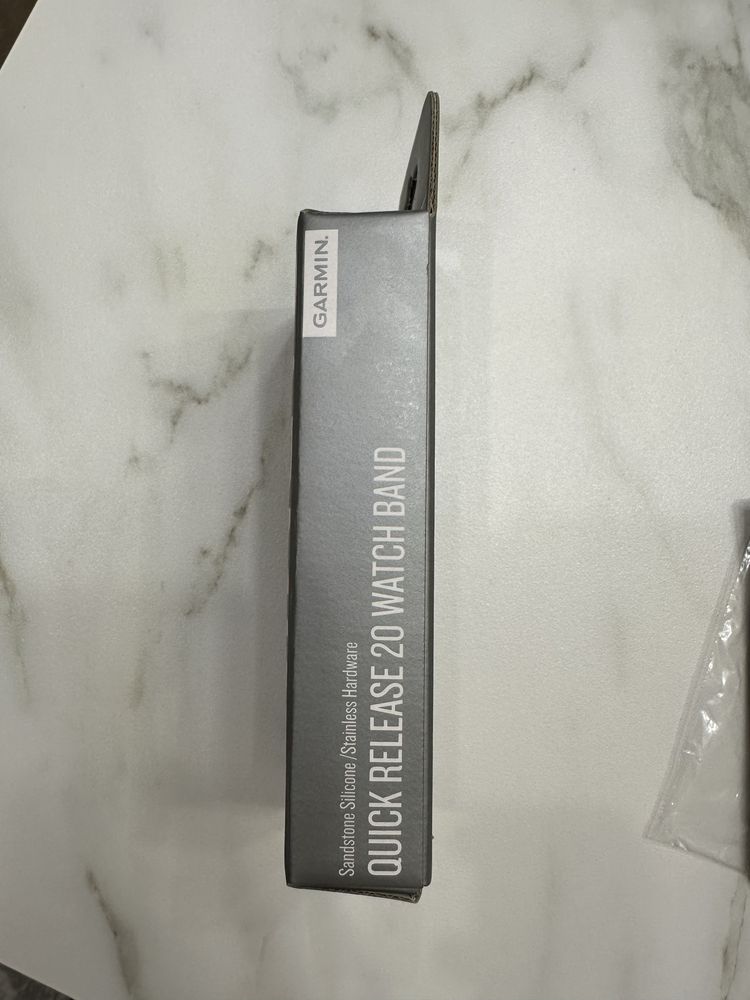 GARMIN.
Sandstone Silicone/Stainless Hardware
QUICK RELEASE 20 WATCH BAND